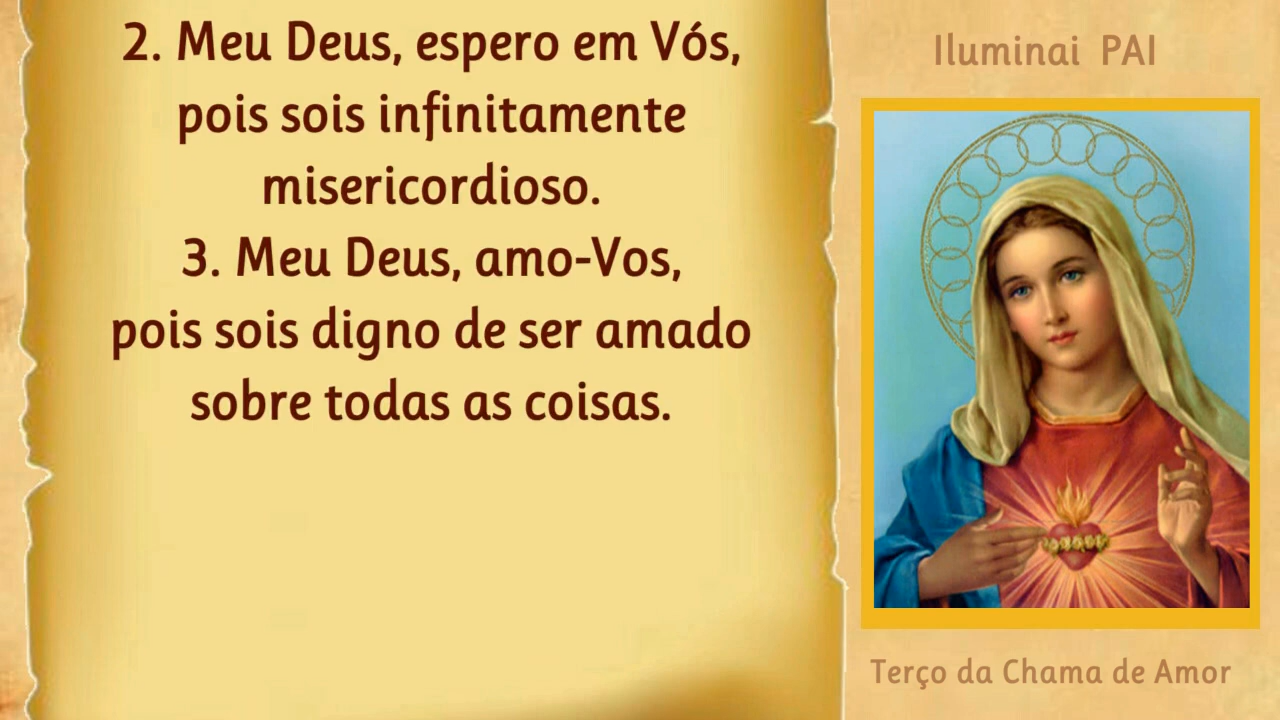 2. Meu Deus, espero em Vós,
pois sois infinitamente
misericordioso.
3. Meu Deus, amo-Vos,
pois sois digno de ser amado
sobre todas as coisas.
Iluminai PAI
Terço da Chama de Amor